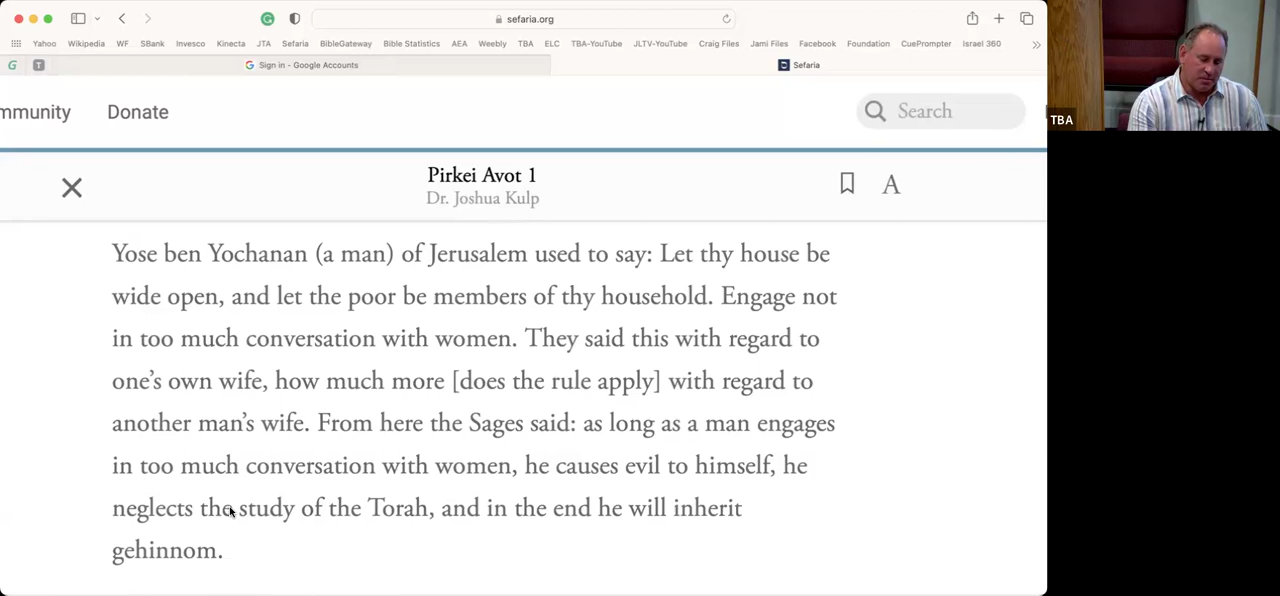 sefaria.org
Yahoo Wikipedia WF SBank Invesco Kinecta JTA Sefaria BibleGateway Bible Statistics AEA Weebly TBA ELC TBA-YouTube JLTV-YouTube Craig Files Jami Files Facebook Foundation CuePrompter Israel 360
Sign in - Google Accounts Sefaria
mmunity Donate Search
TBA
Pirkei Avot 1
Dr. Joshua Kulp
A
Yose ben Yochanan (a man) of Jerusalem used to say: Let thy house be
wide open, and let the poor be members of thy household. Engage not
in too much conversation with women. They said this with regard to
one’s own wife, how much more [does the rule apply] with regard to
another man’s wife. From here the Sages said: as long as a man engages
in too much conversation with women, he causes evil to himself, he
neglects the study of the Torah, and in the end he will inherit
gehinnom.